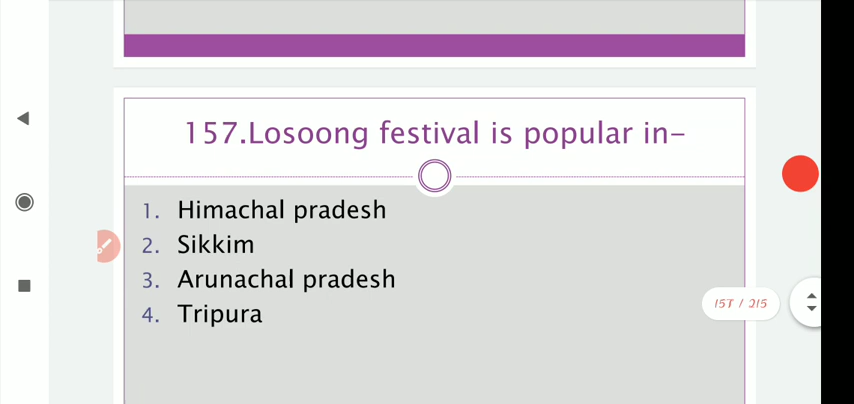 157.Losoong festival is popular in-
1. Himachal pradesh
2. Sikkim
3. Arunachal pradesh
4. Tripura
157 / 215